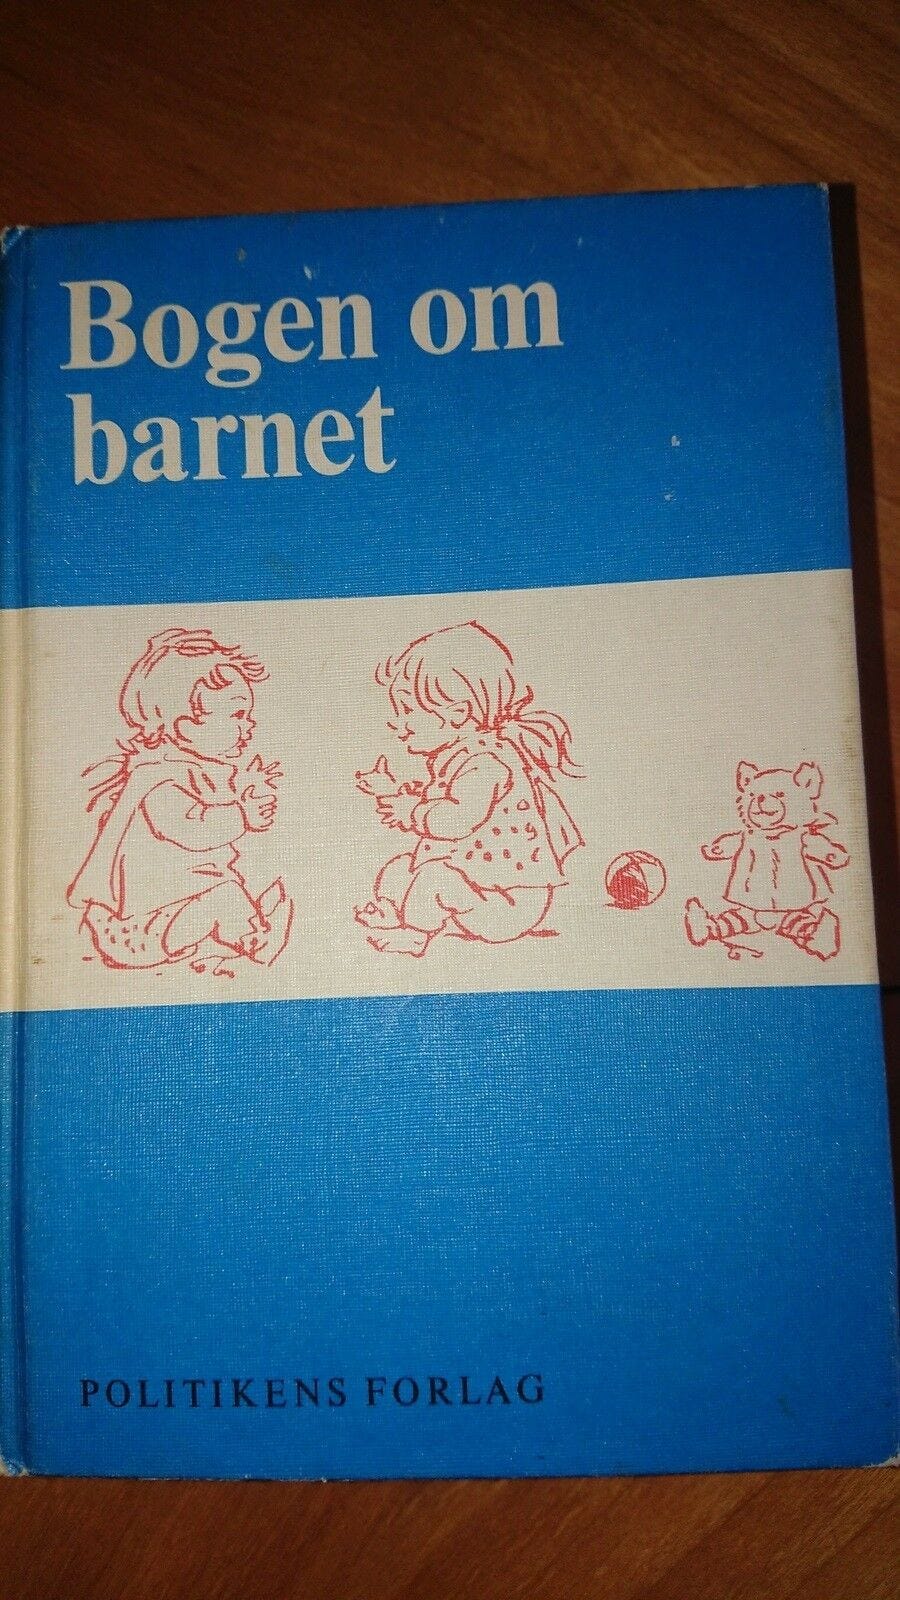 Bogen om
barnet
POLITIKENS FORLAG